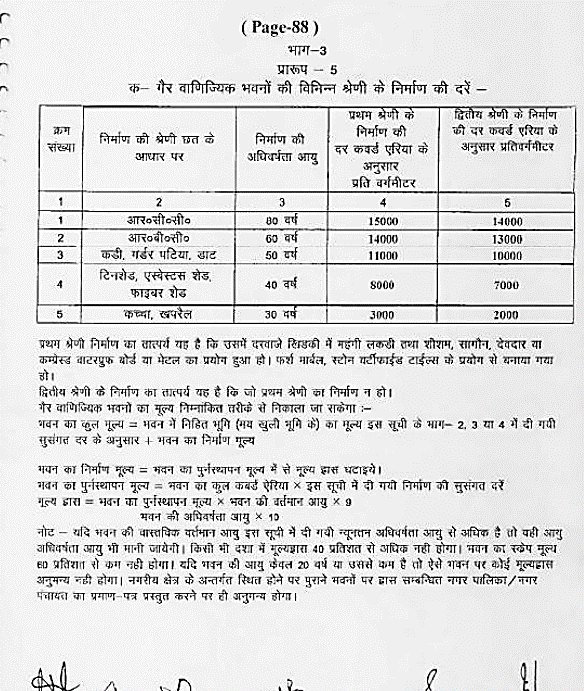 ( Page-88 )
भाग-3
प्रारूप - 5
क- गैर वाणिज्यिक भवनों की विभिन्न श्रेणी के निर्माण की दरें -
क्रम संख्या | निर्माण की श्रेणी छत के आधार पर | निर्माण की अधिवर्षता आयु | प्रथम श्रेणी के निर्माण की दर कवर्ड एरिया के अनुसार प्रति वर्गमीटर | द्वितीय श्रेणी के निर्माण की दर कवर्ड एरिया के अनुसार प्रतिवर्गमीटर
1 | 2 | 3 | 4 | 5
1 | आर०सी०सी० | 80 वर्ष | 15000 | 14000
2 | आर०बी०सी० | 60 वर्ष | 14000 | 13000
3 | कडी, गर्डर पटिया, डाट | 50 वर्ष | 11000 | 10000
4 | टिनशेड, एस्वेस्टस शेड, फाइबर शेड | 40 वर्ष | 8000 | 7000
5 | कच्चा, खपरैल | 30 वर्ष | 3000 | 2000
प्रथम श्रेणी निर्माण का तात्पर्य यह है कि उसमें दरवाजे खिडकी में महंगी लकडी तथा शीशम, सागौन, देवदार या
कम्प्रेस्ड वाटरप्रुफ बोर्ड या मेटल का प्रयोग हुआ हो। फर्श मार्बल, स्टोन वर्टीफाईड टाईल्स के प्रयोग से बनाया गया
हो।
द्वितीय श्रेणी के निर्माण का तात्पर्य यह है कि जो प्रथम श्रेणी का निर्माण न हो।
गैर वाणिज्यिक भवनों का मूल्य निम्नांकित तरीके से निकाला जा सकेगा :-
भवन का कुल मूल्य = भवन में निहित भूमि (मय खुली भूमि के) का मूल्य इस सूची के भाग- 2, 3 या 4 में दी गयी
सुसंगत दर के अनुसार + भवन का निर्माण मूल्य
भवन का निर्माण मूल्य = भवन का पुर्नस्थापन मूल्य में से मूल्य ह्रास घटाइये।
भवन का पुर्नस्थापन मूल्य = भवन का कुल कबर्ड ऐरिया × इस सूची में दी गयी निर्माण की सुसंगत दरें
मूल्य ह्रास = भवन का पुर्नस्थापन मूल्य × भवन की वर्तमान आयु × 9
भवन की अधिवर्षता आयु × 10
नोट - यदि भवन की वास्तविक वर्तमान आयु इस सूची में दी गयी न्यूनतन अधिवर्षता आयु से अधिक है तो वही आयु
अधिवर्षता आयु भी मानी जायेगी। किसी भी दशा में मूल्यह्रास 40 प्रतिशत से अधिक नही होगा। भवन का स्क्रेप मूल्य
60 प्रतिशत से कम नहीं होगा। यदि भवन की आयु केवल 20 वर्ष या उससे कम है तो ऐसे भवन पर कोई मूल्यह्रास
अनुमन्य नही होगा। नगरीय क्षेत्र के अन्तर्गत स्थित होने पर पुराने भवनों पर ह्रास सम्बन्धित नगर पालिका/नगर
पंचायत का प्रमाण-पत्र प्रस्तुत करने पर ही अनुमन्य होगा।